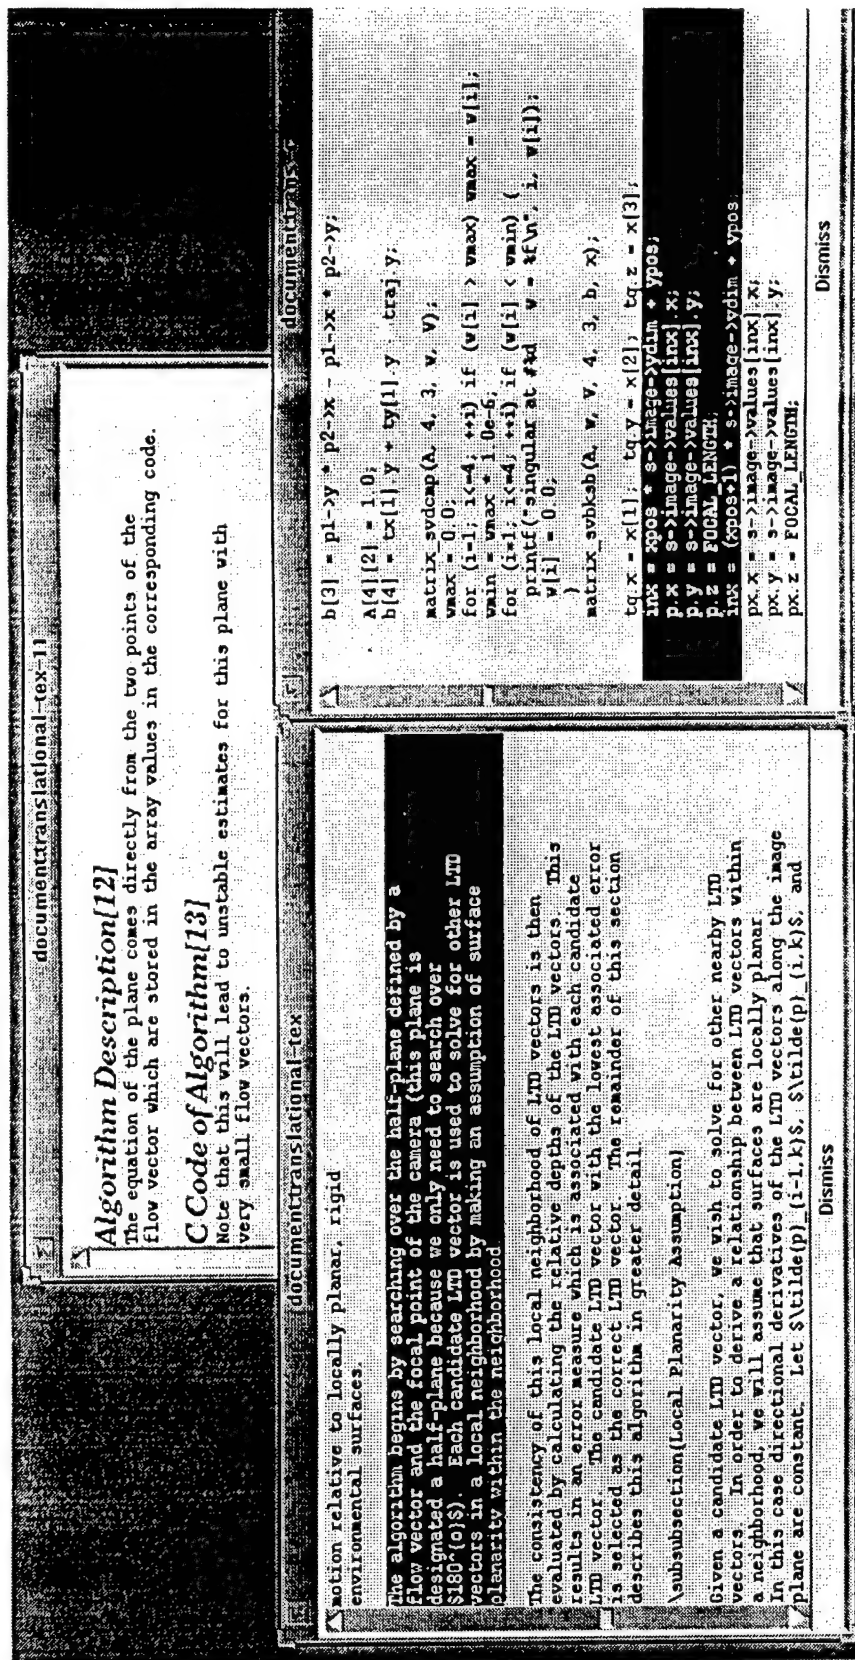 documenttranslational-tex-11
Algorithm Description[12]
The equation of the plane comes directly from the two points of the
flow vector which are stored in the array values in the corresponding code.
C Code of Algorithm[13]
Note that this will lead to unstable estimates for this plane with
very small flow vectors.
documenttranslational-tex
motion relative to locally planar, rigid
environmental surfaces.
The algorithm begins by searching over the half-plane defined by a
flow vector and the focal point of the camera (this plane is
designated a half-plane because we only need to search over
$180^{o}$).  Each candidate LTD vector is used to solve for other LTD
vectors in a local neighborhood by making an assumption of surface
planarity within the neighborhood.
The consistency of this local neighborhood of LTD vectors is then
evaluated by calculating the relative depths of the LTD vectors.  This
results in an error measure which is associated with each candidate
LTD vector.  The candidate LTD vector with the lowest associated error
is selected as the correct LTD vector.  The remainder of this section
describes this algorithm in greater detail.
\subsubsection{Local Planarity Assumption}
Given a candidate LTD vector, we wish to solve for other nearby LTD
vectors.  In order to derive a relationship between LTD vectors within
a neighborhood, we will assume that surfaces are locally planar.
In this case directional derivatives of the LTD vectors along the image
plane are constant.  Let $\tilde{p}_{i-1,k}$, $\tilde{p}_{i,k}$, and
Dismiss
documenttrans-c
b[3] = p1->y * p2->x - p1->x * p2->y;
A[4][2] = 1.0;
b[4] = tx[1].y + ty[1].y - traj.y;
matrix_svdcmp(A, 4, 3, w, V);
wmax = 0.0;
for (i=1; i<=4; ++i) if (w[i] > wmax) wmax = w[i];
wmin = wmax * 1.0e-6;
for (i=1; i<=4; ++i) if (w[i] < wmin) {
printf("singular at #%d  w = %f\n", i, w[i]);
w[i] = 0.0;
}
matrix_svbksb(A, w, V, 4, 3, b, x);
tq.x = x[1];  tq.y = x[2];  tq.z = x[3];
inx = xpos * s->image->ydim + ypos;
p.x = s->image->values[inx].x;
p.y = s->image->values[inx].y;
p.z = FOCAL_LENGTH;
inx = (xpos+1) * s->image->ydim + ypos;
px.x = s->image->values[inx].x;
px.y = s->image->values[inx].y;
px.z = FOCAL_LENGTH;
Dismiss